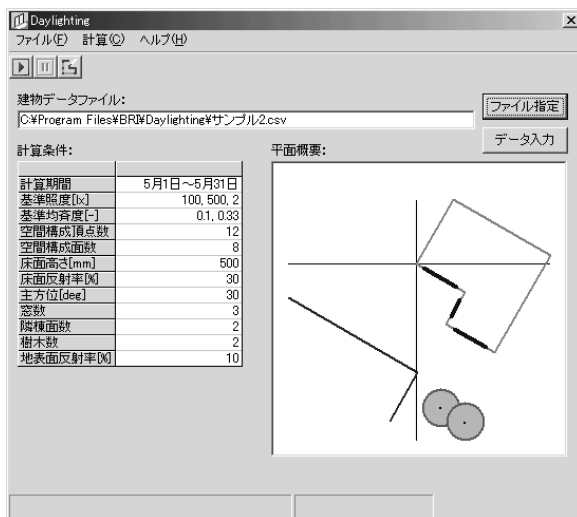 Daylighting
ファイル(F) 計算(C) ヘルプ(H)
建物データファイル:
C:¥Program Files¥BRI¥Daylighting¥サンプル2.csv
ファイル指定
データ入力
計算条件:
平面概要:
計算期間 5月1日～5月31日
基準照度[lx] 100, 500, 2
基準均斉度[-] 0.1, 0.33
空間構成頂点数 12
空間構成面数 8
床面高さ[mm] 500
床面反射率[%] 30
主方位[deg] 30
窓数 3
隣棟面数 2
樹木数 2
地表面反射率[%] 10